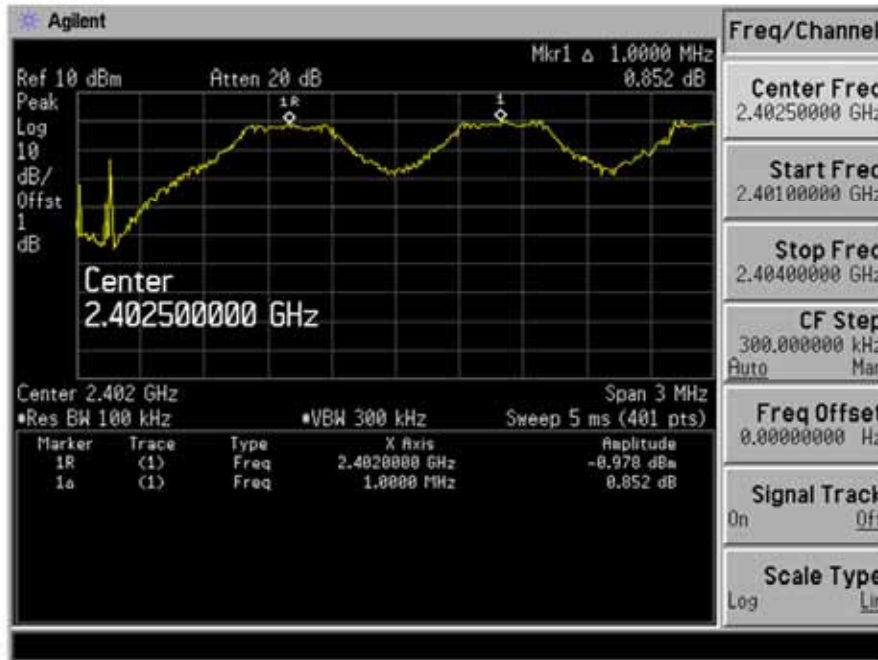 Agilent
Freq/Channel
Mkr1 Δ 1.0000 MHz
Ref 10 dBm Atten 20 dB 0.852 dB
Peak
Log
10
dB/
Offst
1
dB
1R
1
Center
2.402500000 GHz
Center 2.402 GHz Span 3 MHz
•Res BW 100 kHz •VBW 300 kHz Sweep 5 ms (401 pts)
Marker Trace Type X Axis Amplitude
1R (1) Freq 2.4020000 GHz -0.978 dBm
1Δ (1) Freq 1.0000 MHz 0.852 dB
Center Freq
2.40250000 GHz
Start Freq
2.40100000 GHz
Stop Freq
2.40400000 GHz
CF Step
300.000000 kHz
Auto Man
Freq Offset
0.00000000 Hz
Signal Track
On Off
Scale Type
Log Lin